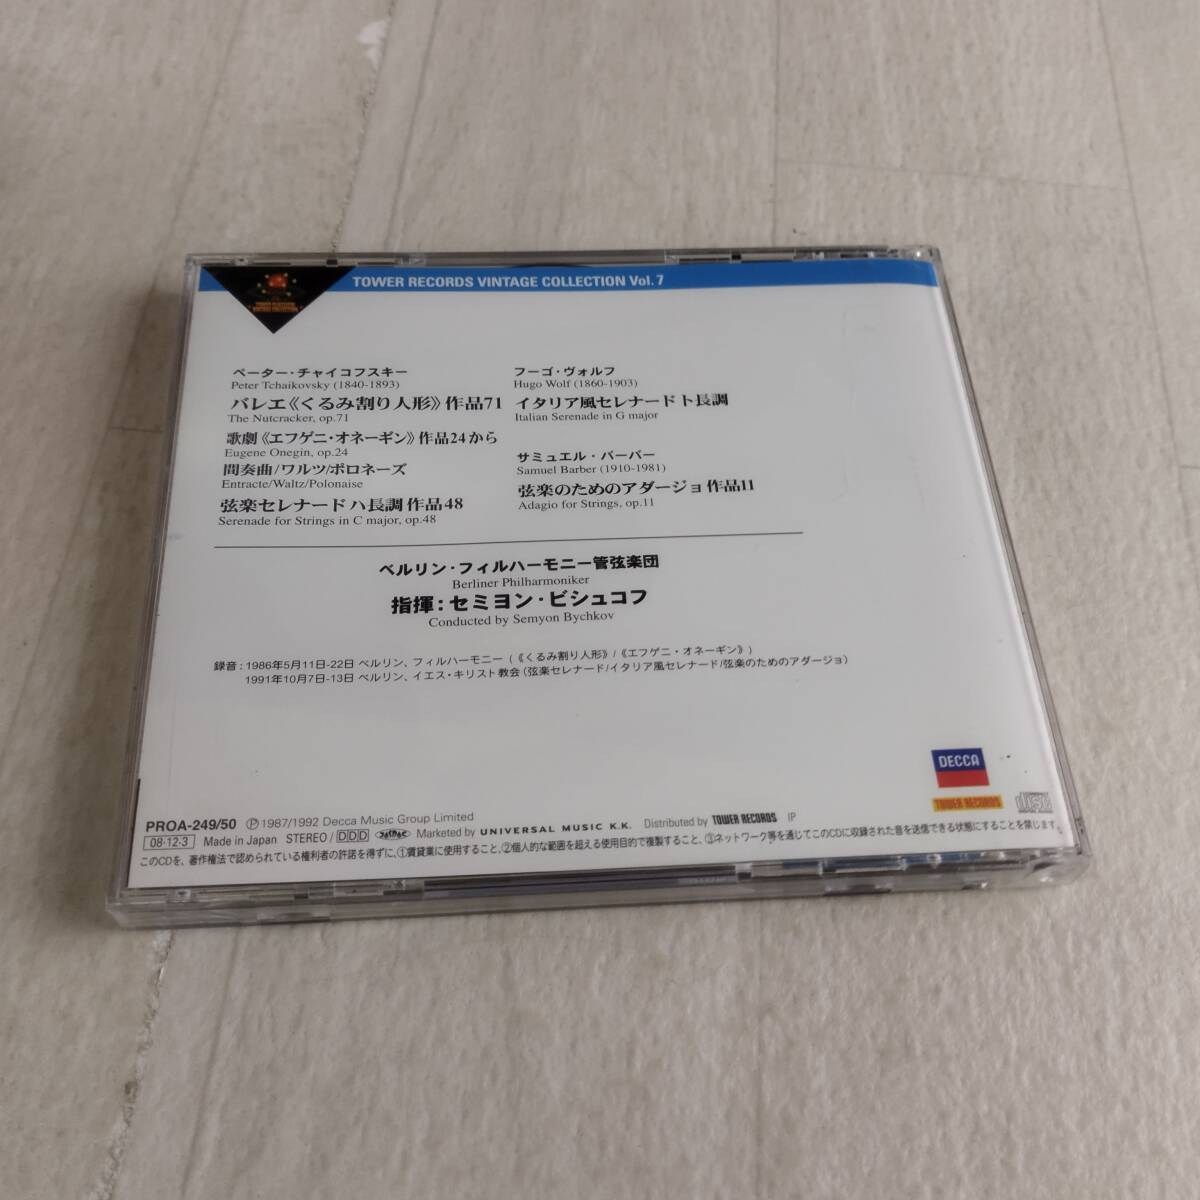 TOWER RECORDS VINTAGE COLLECTION Vol. 7
ペーター・チャイコフスキー
Peter Tchaikovsky (1840-1893)
バレエ《くるみ割り人形》作品71
The Nutcracker, op.71
歌劇《エフゲニ・オネーギン》作品24から
Eugene Onegin, op.24
間奏曲/ワルツ/ポロネーズ
Entracte/Waltz/Polonaise
弦楽セレナード ハ長調 作品48
Serenade for Strings in C major, op.48
フーゴ・ヴォルフ
Hugo Wolf (1860-1903)
イタリア風セレナード ト長調
Italian Serenade in G major
サミュエル・バーバー
Samuel Barber (1910-1981)
弦楽のためのアダージョ 作品11
Adagio for Strings, op.11
ベルリン・フィルハーモニー管弦楽団
Berliner Philharmoniker
指揮：セミヨン・ビシュコフ
Conducted by Semyon Bychkov
録音：1986年5月11日-22日 ベルリン、フィルハーモニー (《くるみ割り人形》/《エフゲニ・オネーギン》)
1991年10月7日-13日 ベルリン、イエス・キリスト教会 (弦楽セレナード/イタリア風セレナード/弦楽のためのアダージョ)
DECCA
TOWER RECORDS
PROA-249/50 Ⓟ1987/1992 Decca Music Group Limited
08・12・3 Made in Japan STEREO / DDD Marketed by UNIVERSAL MUSIC K.K. Distributed by TOWER RECORDS IP
このCDを、著作権法で認められている権利者の許諾を得ずに、①賃貸業に使用すること、②個人的な範囲を超える使用目的で複製すること、③ネットワーク等を通じてこのCDに収録された音を送信できる状態にすることを禁じます。